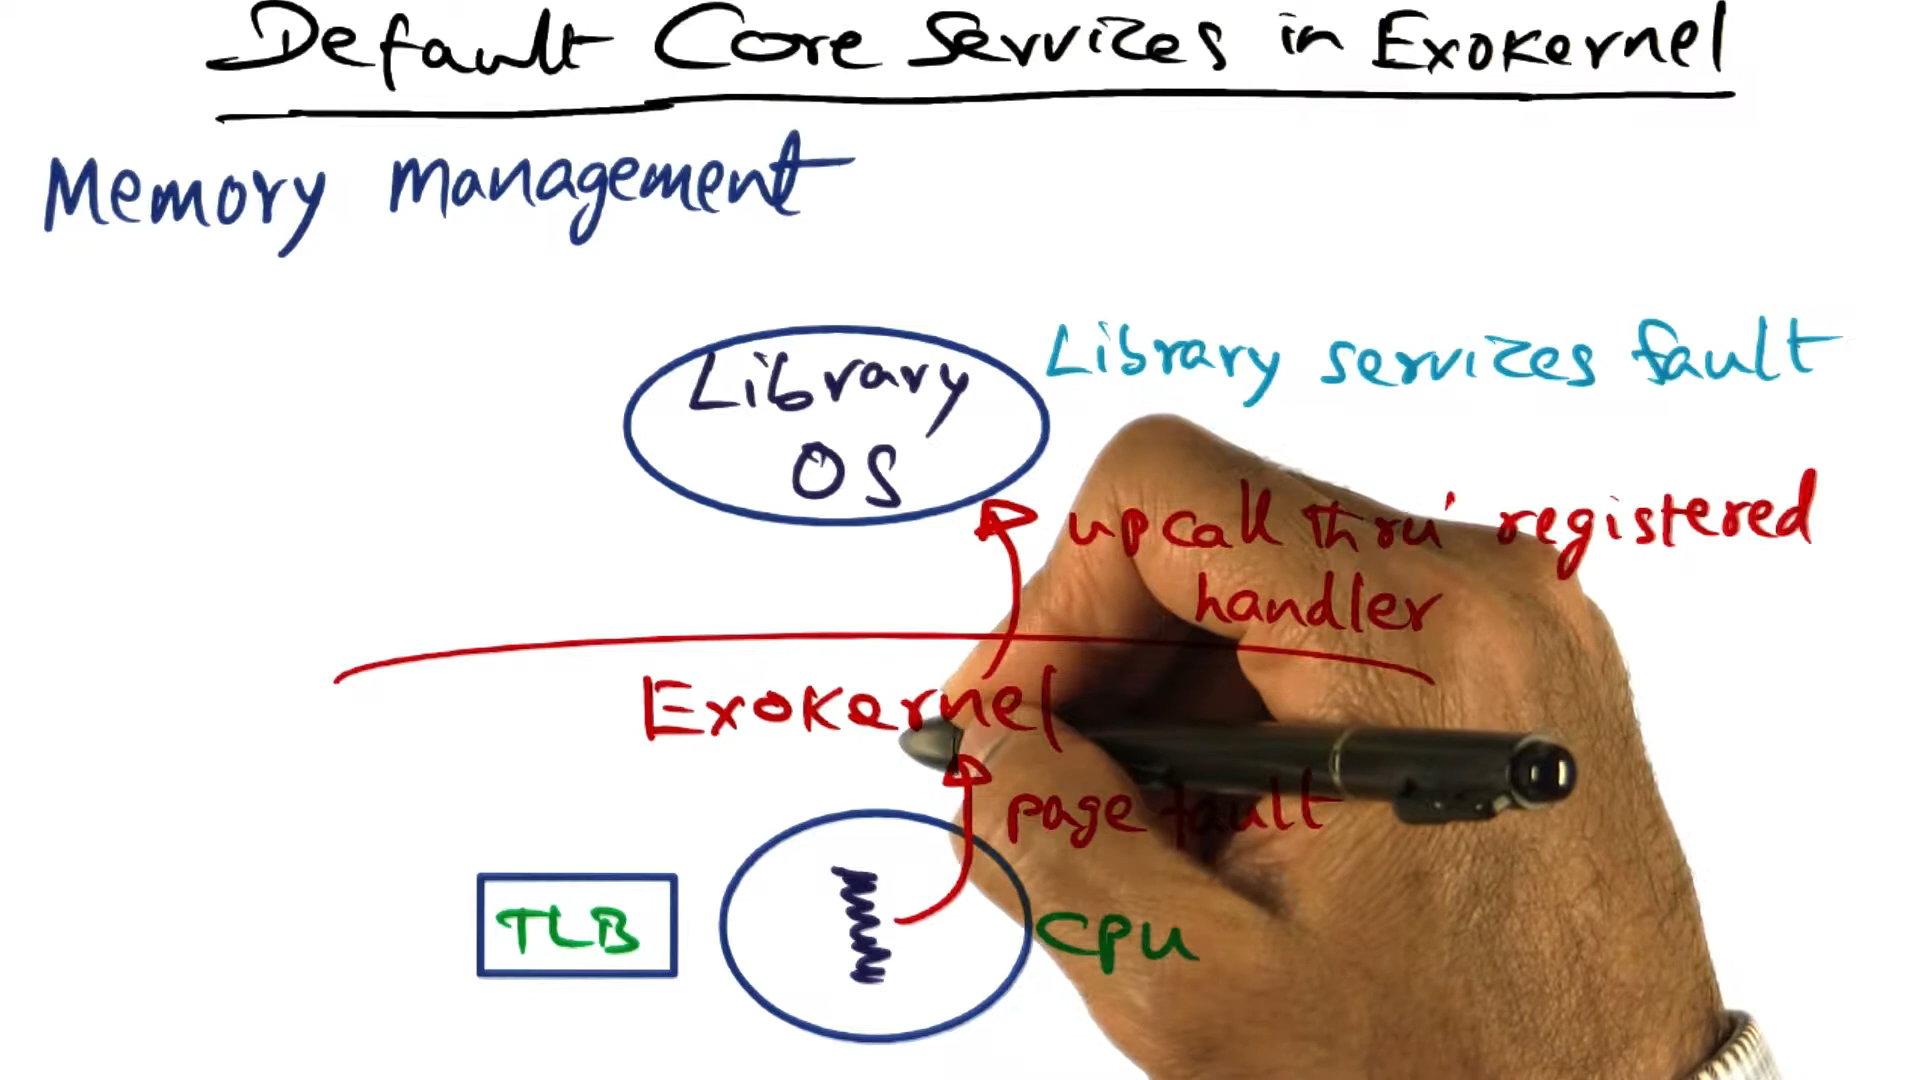 Default Core Services in Exokernel
Memory management
Library OS
Library services fault
upcall thru' registered
handler
Exokernel
page fault
TLB
CPU